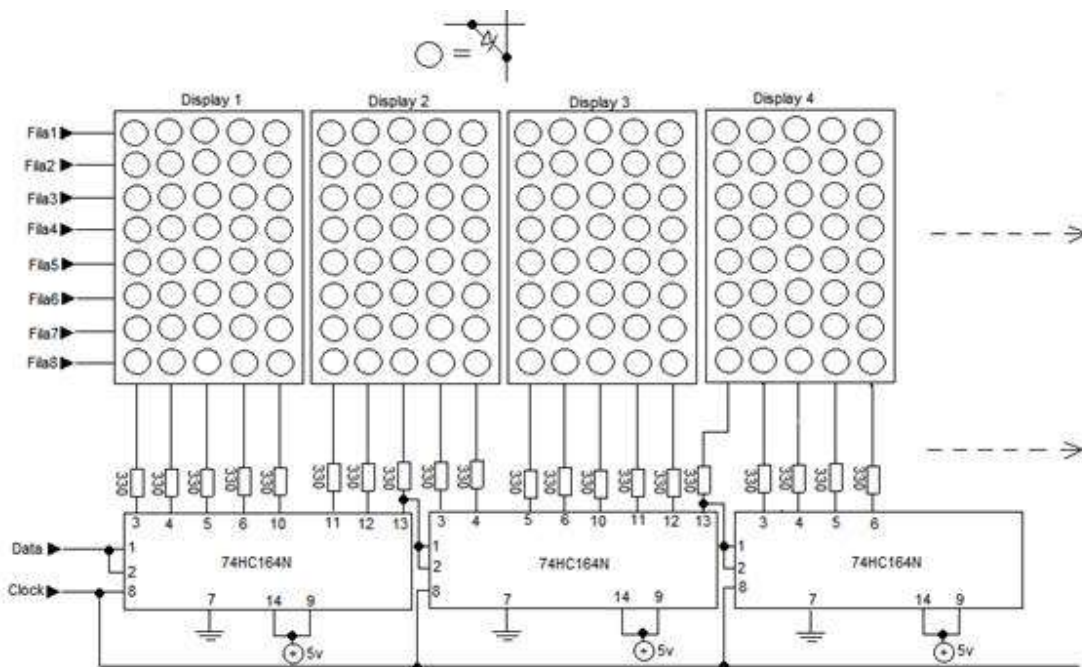 =
Display 1 Display 2 Display 3 Display 4
Fila1
Fila2
Fila3
Fila4
Fila5
Fila6
Fila7
Fila8
330 330 330 330 330 330 330 330 330 330 330 330 330 330 330 330 330 330 330 330
3 4 5 6 10 11 12 13 3 4 5 6 10 11 12 13 3 4 5 6
Data 1 1 1
2 74HC164N 2 74HC164N 2 74HC164N
Clock 8 8 8
7 14 9 7 14 9 7 14 9
+ 5v + 5v + 5v